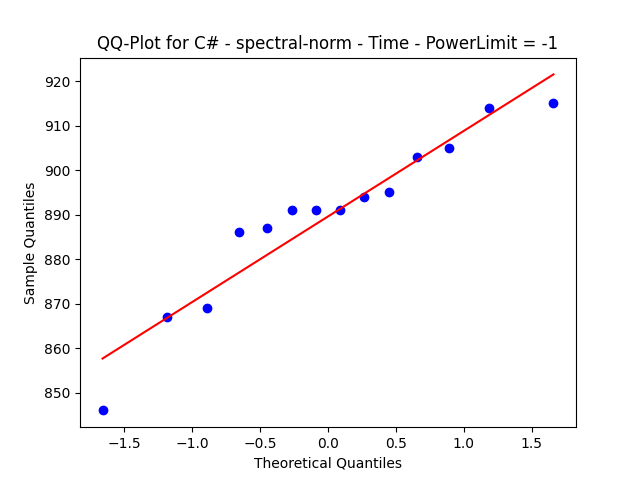 QQ-Plot for C# - spectral-norm - Time - PowerLimit = -1
920
910
900
890
880
870
860
850
Sample Quantiles
−1.5 −1.0 −0.5 0.0 0.5 1.0 1.5
Theoretical Quantiles